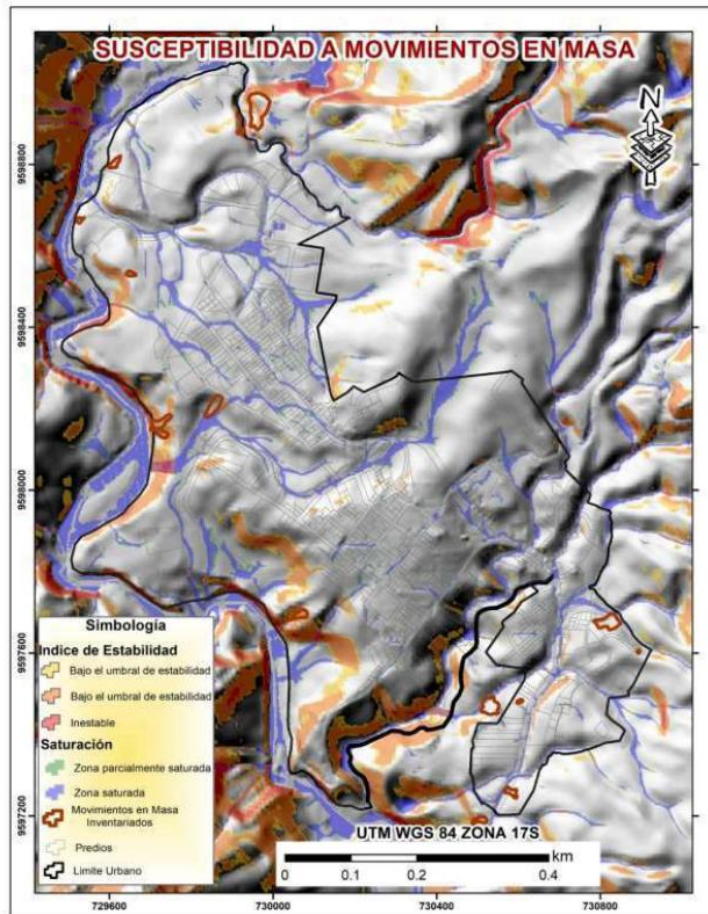 SUSCEPTIBILIDAD A MOVIMIENTOS EN MASA
N
9598800
9598400
9598000
9597600
9597200
Simbología
Indice de Estabilidad
Bajo el umbral de estabilidad
Bajo el umbral de estabilidad
Inestable
Saturación
Zona parcialmente saturada
Zona saturada
Movimientos en Masa
Inventariados
Predios
Limite Urbano
UTM WGS 84 ZONA 17S
km
0 0.1 0.2 0.4
729600 730000 730400 730800